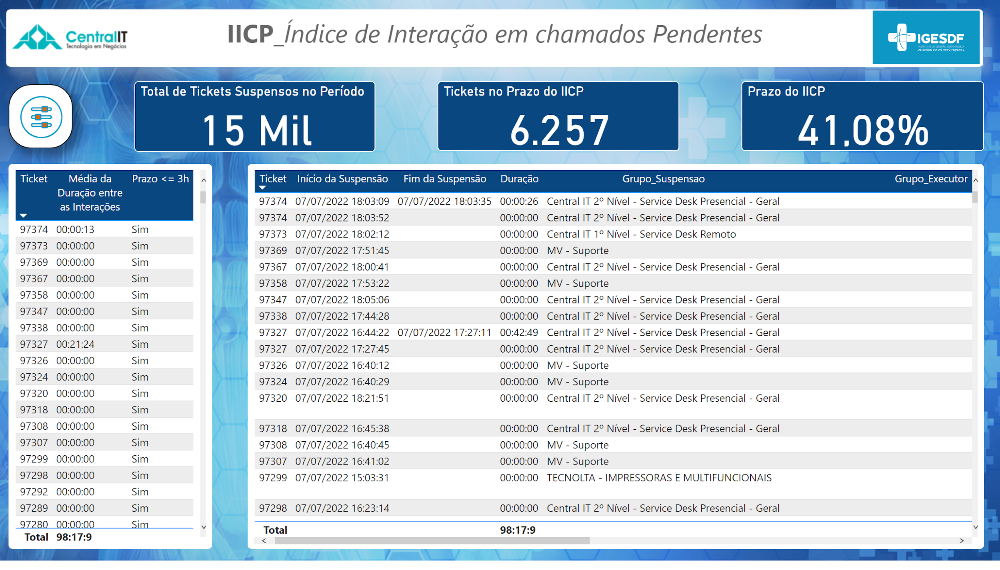 CentralIT
Tecnologia em Negócios
IICP_Índice de Interação em chamados Pendentes
IGESDF
INSTITUTO DE GESTÃO ESTRATÉGICA
DE SAÚDE DO DISTRITO FEDERAL
Total de Tickets Suspensos no Período
15 Mil
Tickets no Prazo do IICP
6.257
Prazo do IICP
41,08%
Ticket Média da Duração entre as Interações Prazo <= 3h
97374 00:00:13 Sim
97373 00:00:00 Sim
97369 00:00:00 Sim
97367 00:00:00 Sim
97358 00:00:00 Sim
97347 00:00:00 Sim
97338 00:00:00 Sim
97327 00:21:24 Sim
97326 00:00:00 Sim
97324 00:00:00 Sim
97320 00:00:00 Sim
97318 00:00:00 Sim
97308 00:00:00 Sim
97307 00:00:00 Sim
97299 00:00:00 Sim
97298 00:00:00 Sim
97292 00:00:00 Sim
97289 00:00:00 Sim
97280 00:00:00 Sim
Total 98:17:9
Ticket Início da Suspensão Fim da Suspensão Duração Grupo_Suspensao Grupo_Executor
97374 07/07/2022 18:03:09 07/07/2022 18:03:35 00:00:26 Central IT 2º Nível - Service Desk Presencial - Geral
97374 07/07/2022 18:03:52 00:00:00 Central IT 2º Nível - Service Desk Presencial - Geral
97373 07/07/2022 18:02:12 00:00:00 Central IT 1º Nível - Service Desk Remoto
97369 07/07/2022 17:51:45 00:00:00 MV - Suporte
97367 07/07/2022 18:00:41 00:00:00 Central IT 2º Nível - Service Desk Presencial - Geral
97358 07/07/2022 17:53:22 00:00:00 MV - Suporte
97347 07/07/2022 18:05:06 00:00:00 Central IT 2º Nível - Service Desk Presencial - Geral
97338 07/07/2022 17:44:28 00:00:00 Central IT 2º Nível - Service Desk Presencial - Geral
97327 07/07/2022 16:44:22 07/07/2022 17:27:11 00:42:49 Central IT 2º Nível - Service Desk Presencial - Geral
97327 07/07/2022 17:27:45 00:00:00 Central IT 2º Nível - Service Desk Presencial - Geral
97326 07/07/2022 16:40:12 00:00:00 MV - Suporte
97324 07/07/2022 16:40:29 00:00:00 MV - Suporte
97320 07/07/2022 18:21:51 00:00:00 Central IT 2º Nível - Service Desk Presencial - Geral
97318 07/07/2022 16:45:38 00:00:00 Central IT 2º Nível - Service Desk Presencial - Geral
97308 07/07/2022 16:40:45 00:00:00 MV - Suporte
97307 07/07/2022 16:41:02 00:00:00 MV - Suporte
97299 07/07/2022 15:03:31 00:00:00 TECNOLTA - IMPRESSORAS E MULTIFUNCIONAIS
97298 07/07/2022 16:23:14 00:00:00 Central IT 2º Nível - Service Desk Presencial - Geral
Total 98:17:9